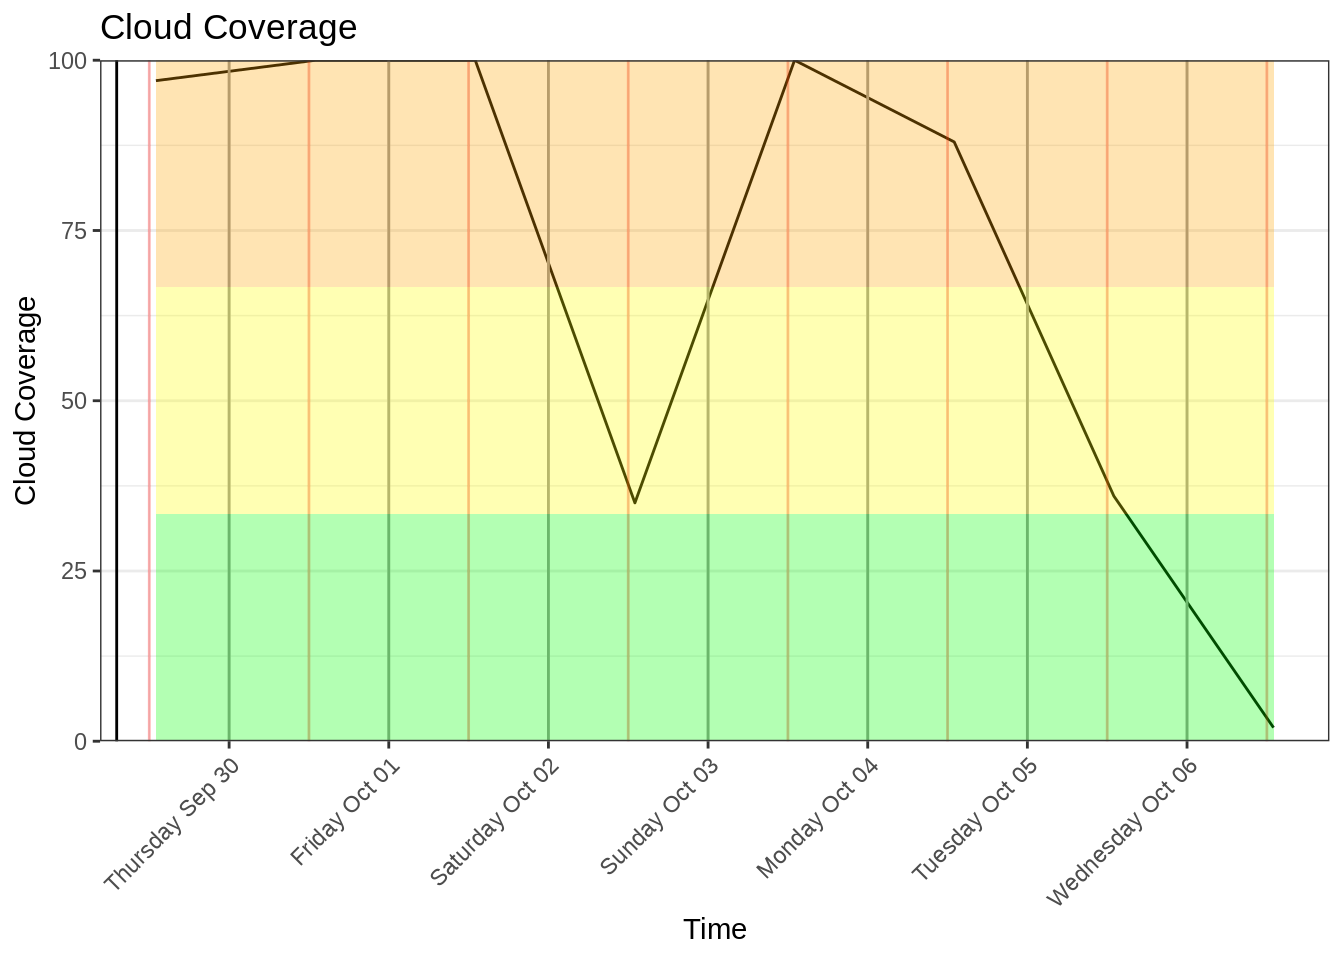 Cloud Coverage
100
75
50
25
0
Cloud Coverage
Thursday Sep 30
Friday Oct 01
Saturday Oct 02
Sunday Oct 03
Monday Oct 04
Tuesday Oct 05
Wednesday Oct 06
Time